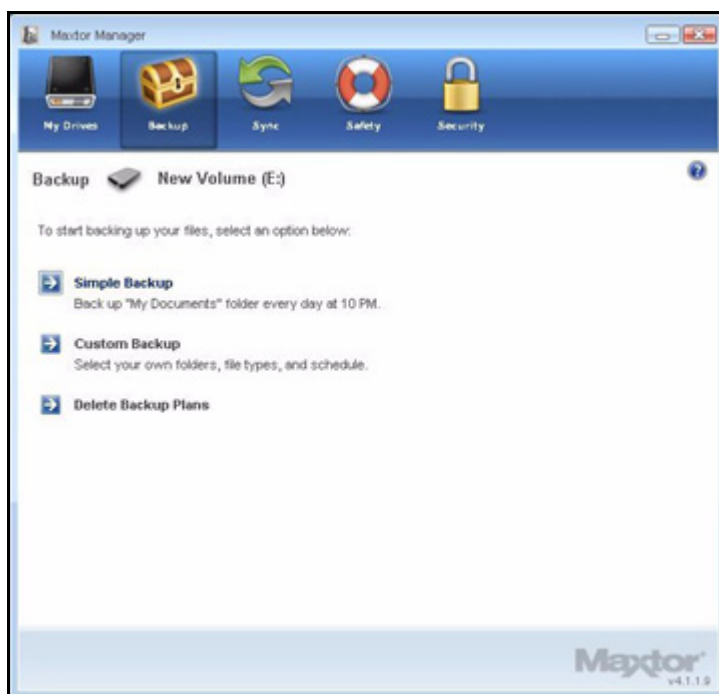 Maxtor Manager
My Drives Backup Sync Safety Security
Backup New Volume (E:)
To start backing up your files, select an option below:
Simple Backup
Back up "My Documents" folder every day at 10 PM.
Custom Backup
Select your own folders, file types, and schedule.
Delete Backup Plans
Maxtor
v4.1.1.9